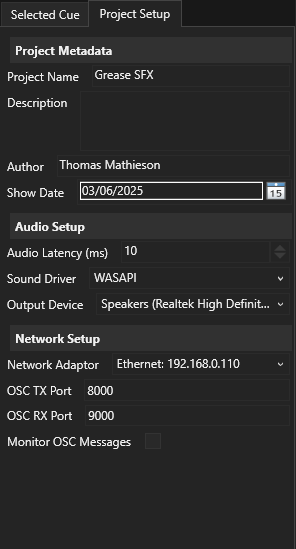 Selected Cue
Project Setup
Project Metadata
Project Name Grease SFX
Description
Author Thomas Mathieson
Show Date 03/06/2025 15
Audio Setup
Audio Latency (ms) 10
Sound Driver WASAPI
Output Device Speakers (Realtek High Definit...
Network Setup
Network Adaptor Ethernet: 192.168.0.110
OSC TX Port 8000
OSC RX Port 9000
Monitor OSC Messages